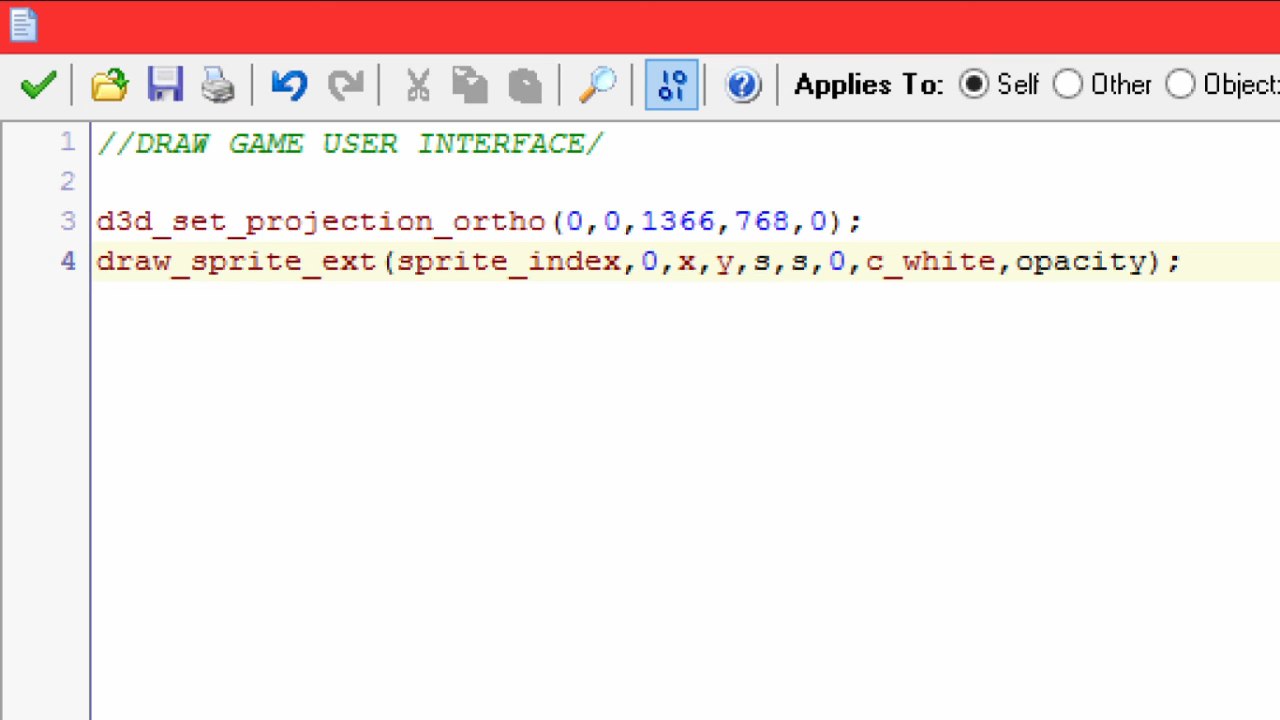 Applies To: Self Other Object:
1 //DRAW GAME USER INTERFACE/
2
3 d3d_set_projection_ortho(0,0,1366,768,0);
4 draw_sprite_ext(sprite_index,0,x,y,s,s,0,c_white,opacity);